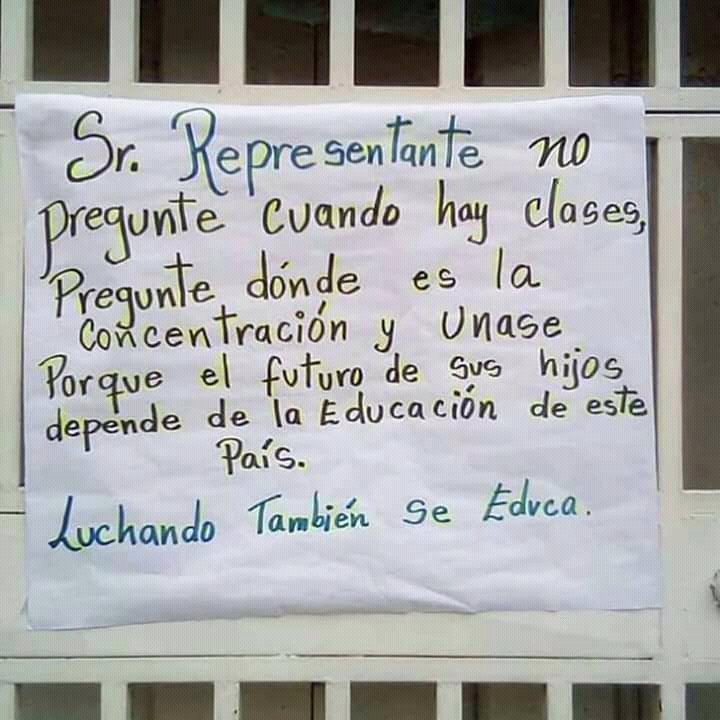 Sr. Representante no
pregunte cuando hay clases,
Pregunte dónde es la
Concentración y Unase
Porque el futuro de sus hijos
depende de la Educación de este
País.
Luchando También se Educa.